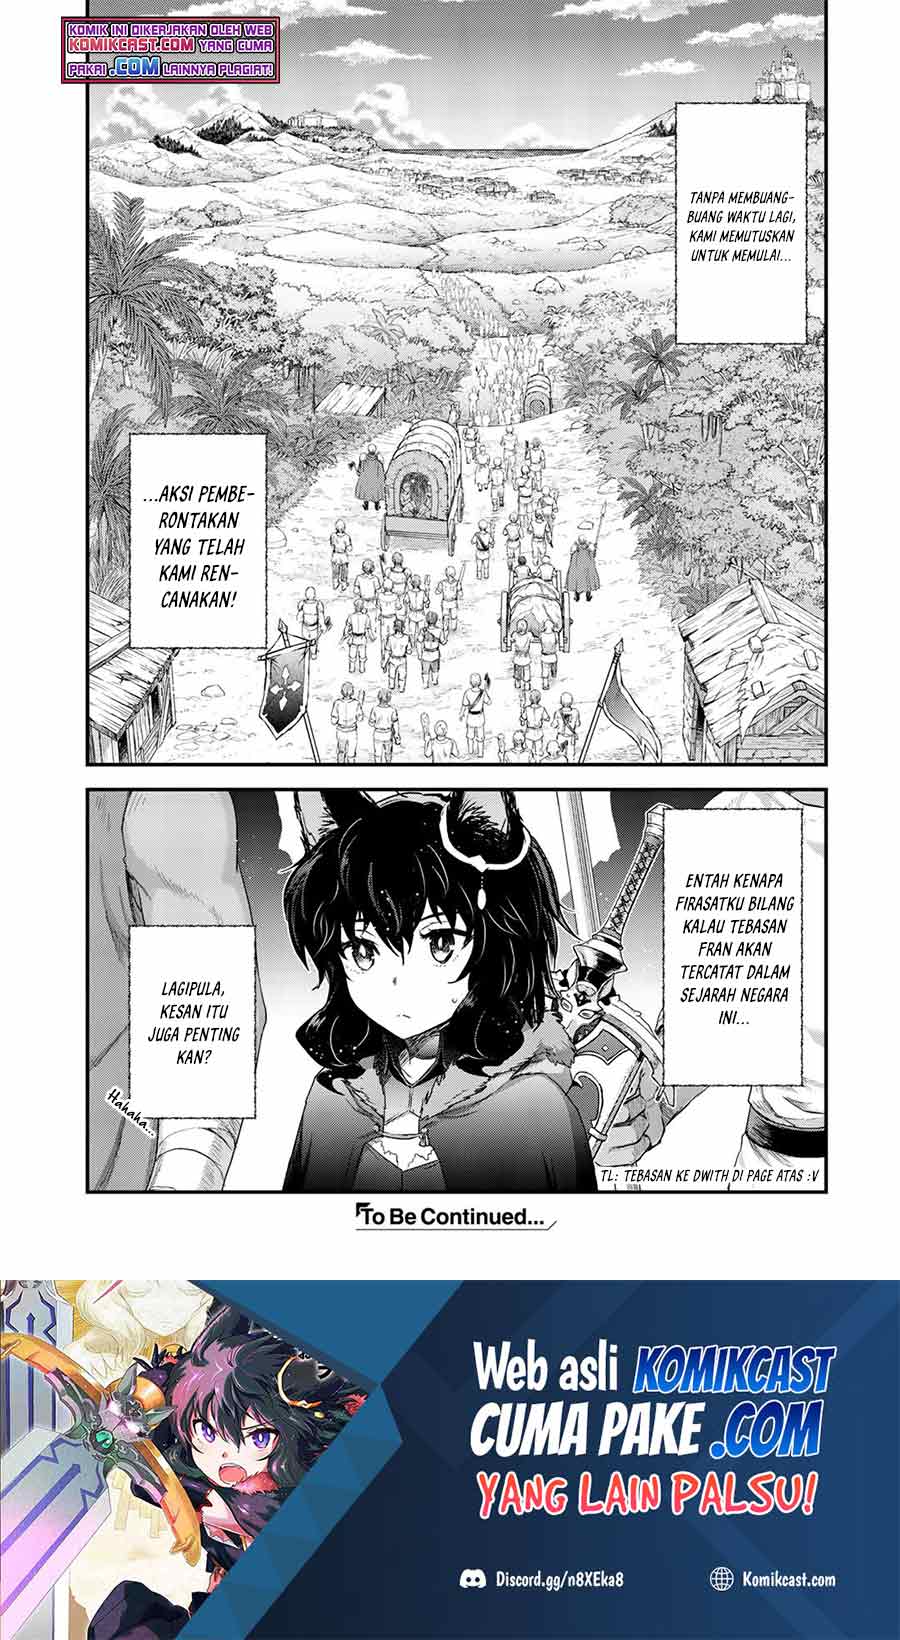 KOMIK INI DIKERJAKAN OLEH WEB
KOMIKCAST.COM YANG CUMA
PAKAI .COM LAINNYA PLAGIAT!
TANPA MEMBUANG-
BUANG WAKTU LAGI,
KAMI MEMUTUSKAN
UNTUK MEMULAI...
...AKSI PEMBE-
RONTAKAN
YANG TELAH
KAMI REN-
CANAKAN!
ENTAH KENAPA
FIRASATKU BILANG
KALAU TEBASAN
FRAN AKAN
TERCATAT DALAM
SEJARAH NEGARA
INI...
LAGIPULA,
KESAN ITU
JUGA PENTING
KAN?
Hahaha...
TL: TEBASAN KE DWITH DI PAGE ATAS :V
To Be Continued...
Web asli KOMIKCAST
CUMA PAKE .COM
YANG LAIN PALSU!
Discord.gg/n8XEka8
Komikcast.com